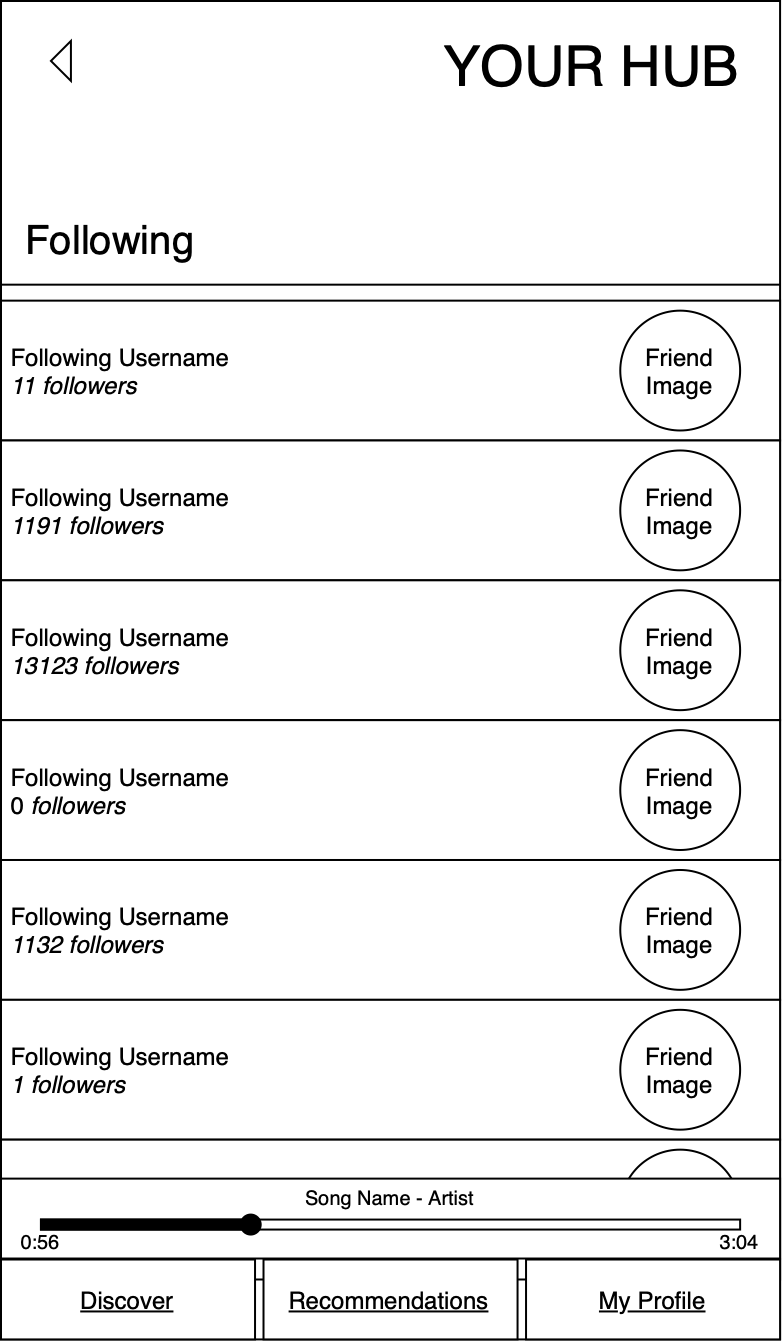 YOUR HUB
Following
Following Username
11 followers
Friend
Image
Following Username
1191 followers
Friend
Image
Following Username
13123 followers
Friend
Image
Following Username
0 followers
Friend
Image
Following Username
1132 followers
Friend
Image
Following Username
1 followers
Friend
Image
Song Name - Artist
0:56
3:04
Discover
Recommendations
My Profile